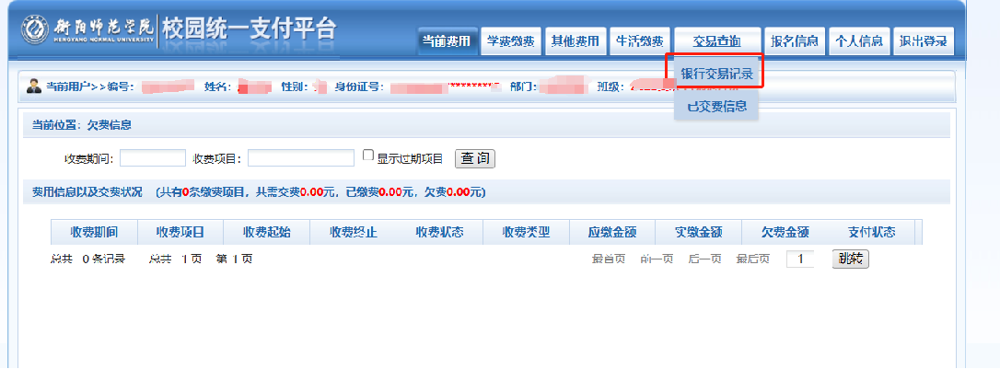 衡阳师范学院 校园统一支付平台
HENGYANG NORMAL UNIVERSITY
当前费用 学费缴费 其他费用 生活缴费 交易查询 报名信息 个人信息 退出登录
银行交易记录
当前用户>>编号: 姓名: 性别: 身份证号: ********* 部门: 班级:
已交费信息
当前位置: 欠费信息
收费期间: 收费项目: 显示过期项目 查 询
费用信息以及交费状况 (共有0条缴费项目, 共需交费0.00元, 已缴费0.00元, 欠费0.00元)
收费期间 收费项目 收费起始 收费终止 收费状态 收费类型 应缴金额 实缴金额 欠费金额 支付状态
总共 0 条记录 总共 1 页 第 1 页 最首页 前一页 后一页 最后页 1 跳转